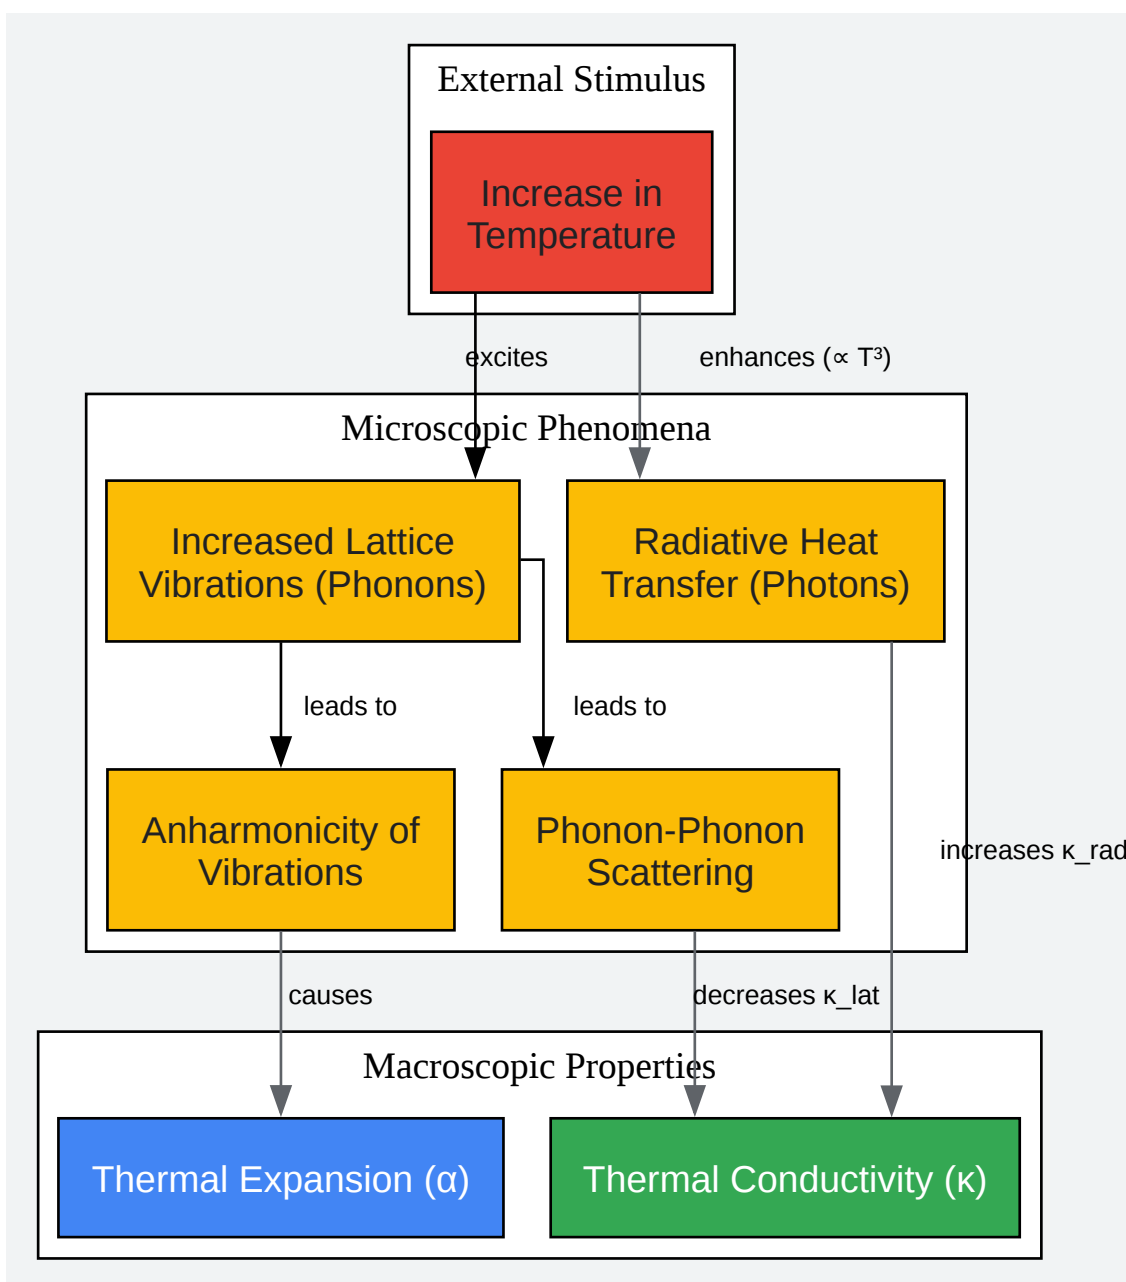 External Stimulus
Increase in
Temperature
excites
enhances (∝ T³)
Microscopic Phenomena
Increased Lattice
Vibrations (Phonons)
Radiative Heat
Transfer (Photons)
leads to
leads to
Anharmonicity of
Vibrations
Phonon-Phonon
Scattering
increases κ_rad
causes
decreases κ_lat
Macroscopic Properties
Thermal Expansion (α)
Thermal Conductivity (κ)